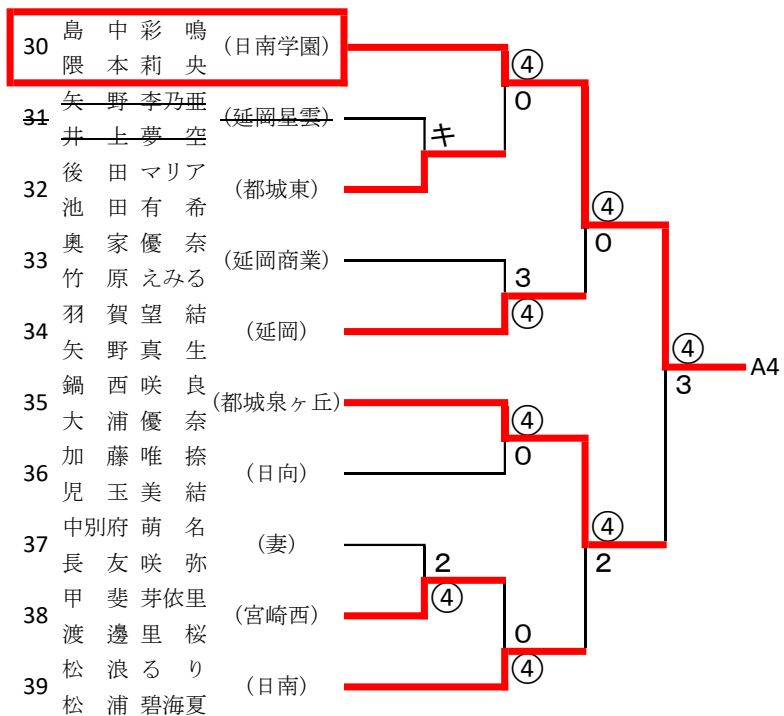 30 島中彩鳴 (日南学園)
隈本莉央
④
0
31 矢野李乃亜 (延岡星雲)
井上夢空
キ
32 後田マリア (都城東)
池田有希
④
0
33 奥家優奈 (延岡商業)
竹原えみる
3
④
34 羽賀望結 (延岡)
矢野真生
④ A4
3
35 鍋西咲良 (都城泉ヶ丘)
大浦優奈
④
0
36 加藤唯捺 (日向)
児玉美結
37 中別府萌名 (妻)
長友咲弥
④
2
2
④
38 甲斐芽依里 (宮崎西)
渡邊里桜
0
④
39 松浪るり (日南)
松浦碧海夏